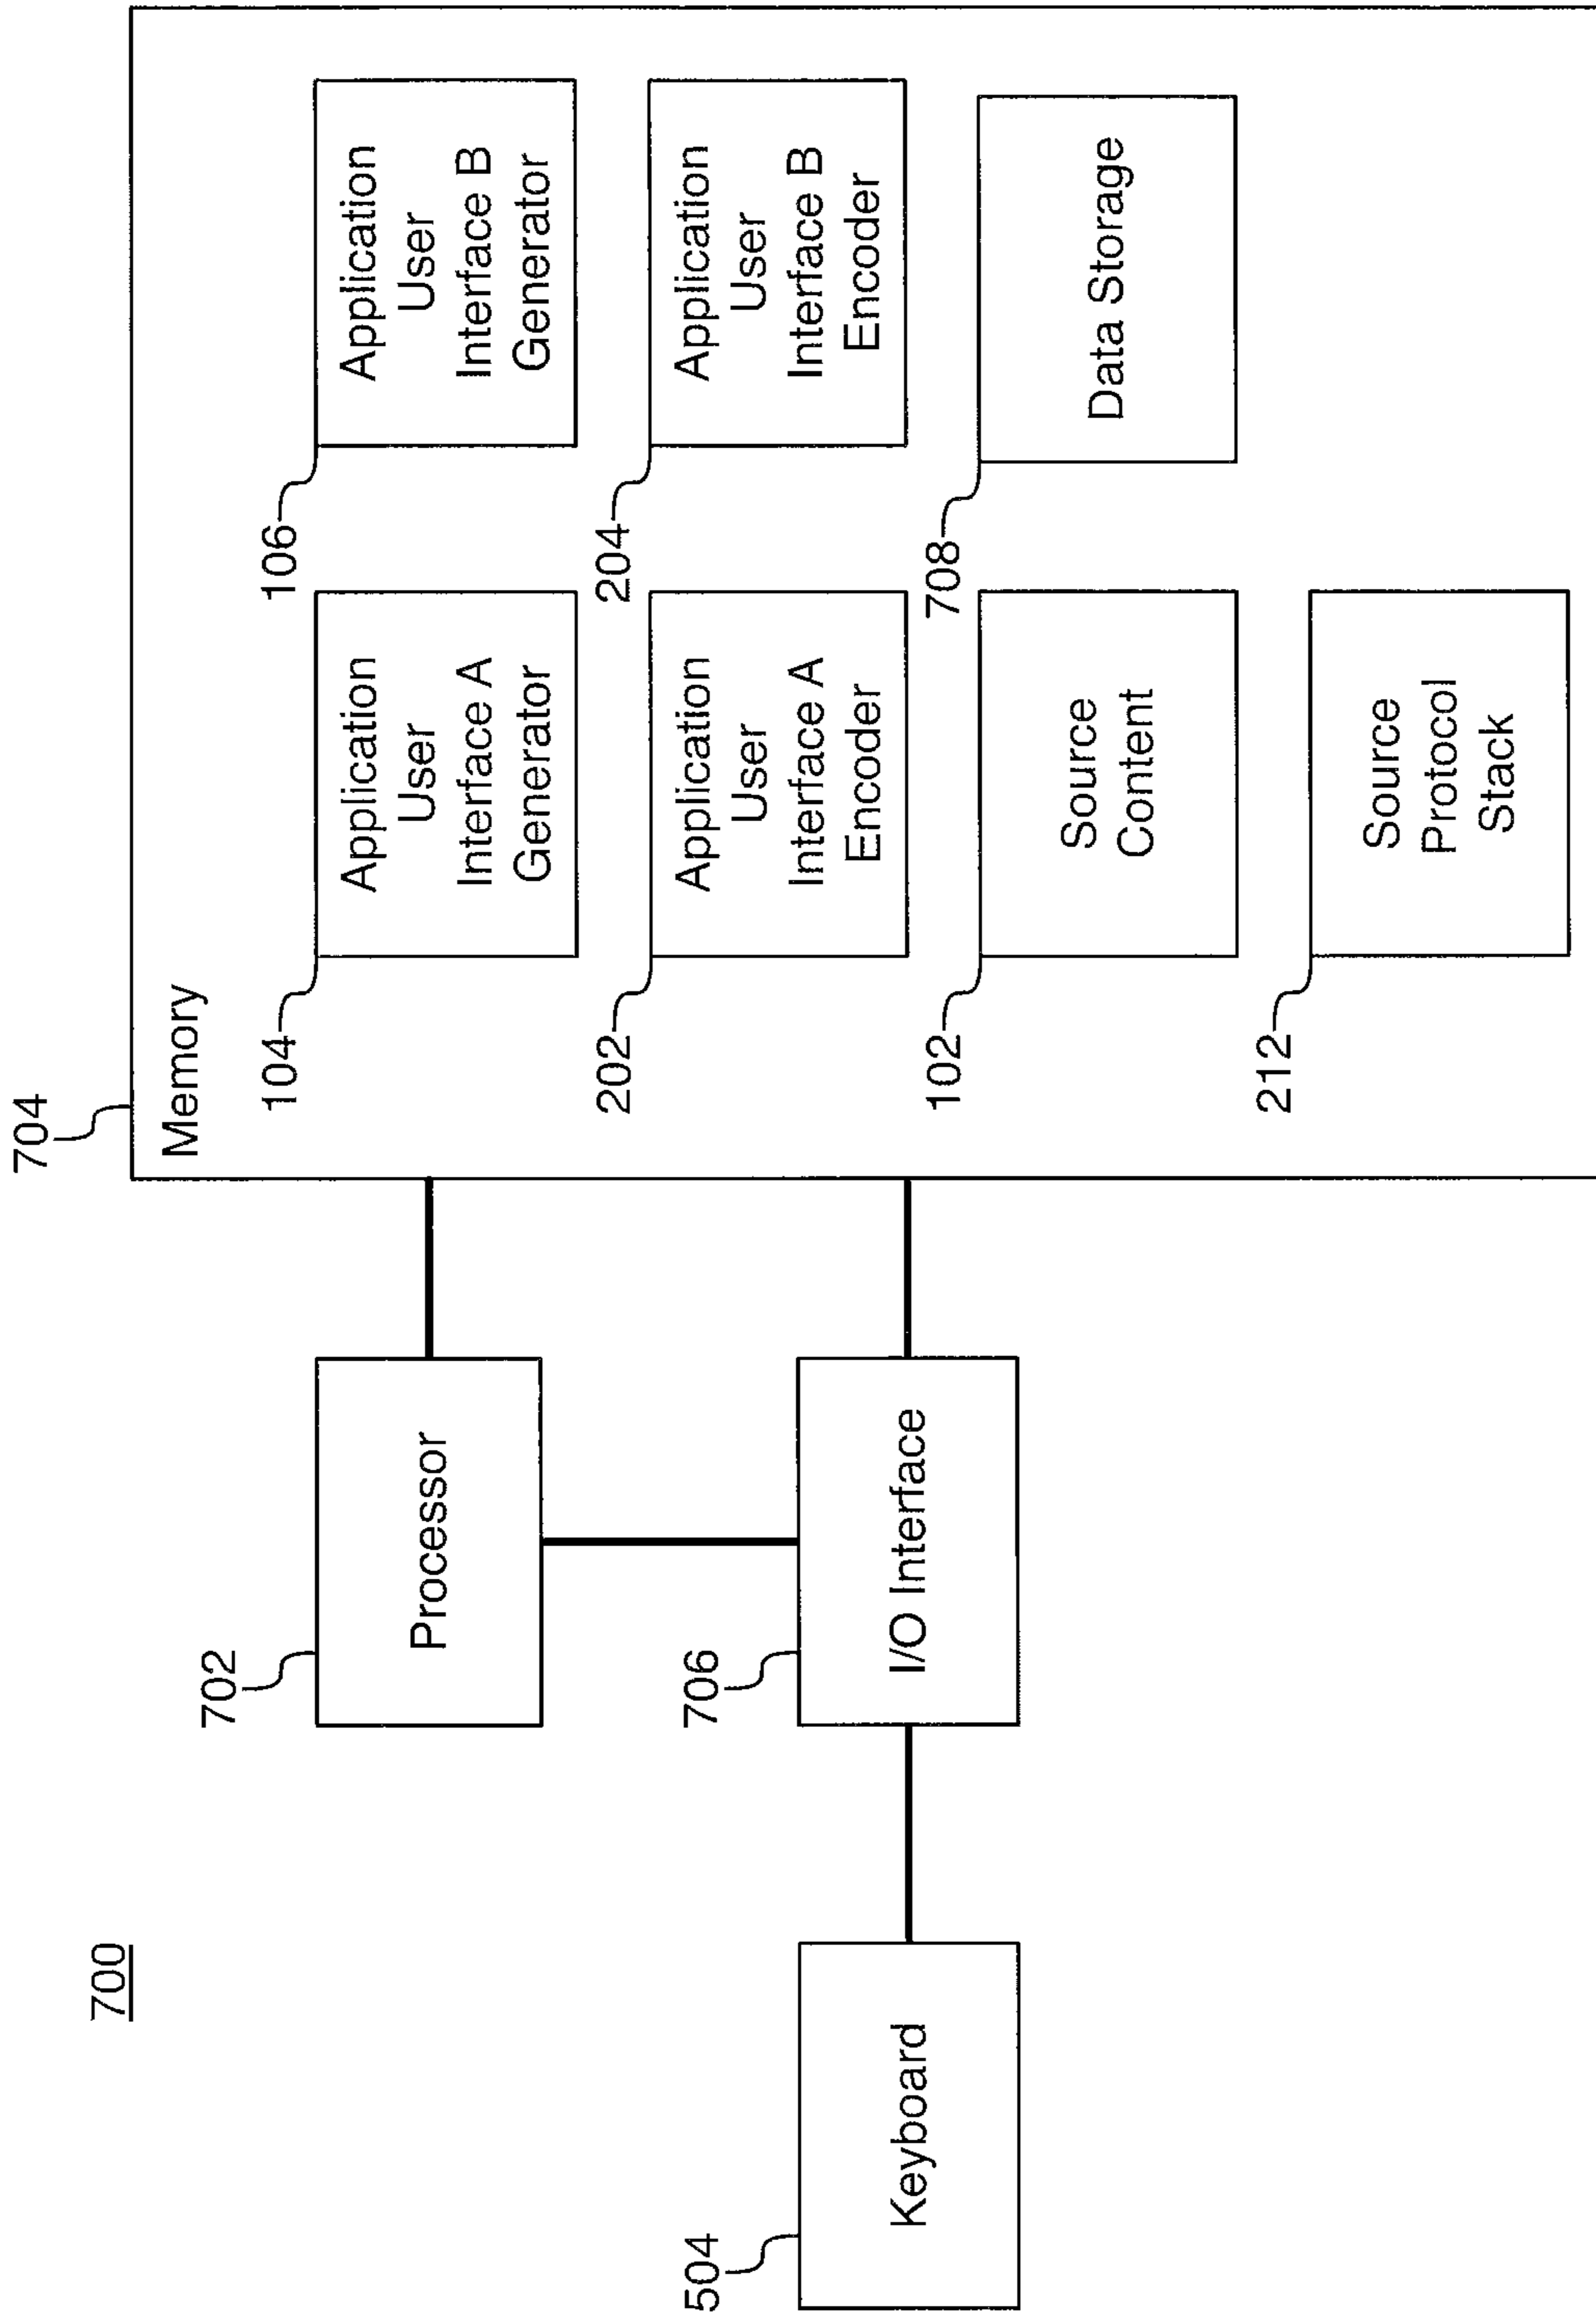 700
704
Memory
104
Application
User
Interface A
Generator
106
Application
User
Interface B
Generator
702
Processor
202
Application
User
Interface A
Encoder
204
Application
User
Interface B
Encoder
504
Keyboard
706
I/O Interface
102
Source
Content
708
Data Storage
212
Source
Protocol
Stack